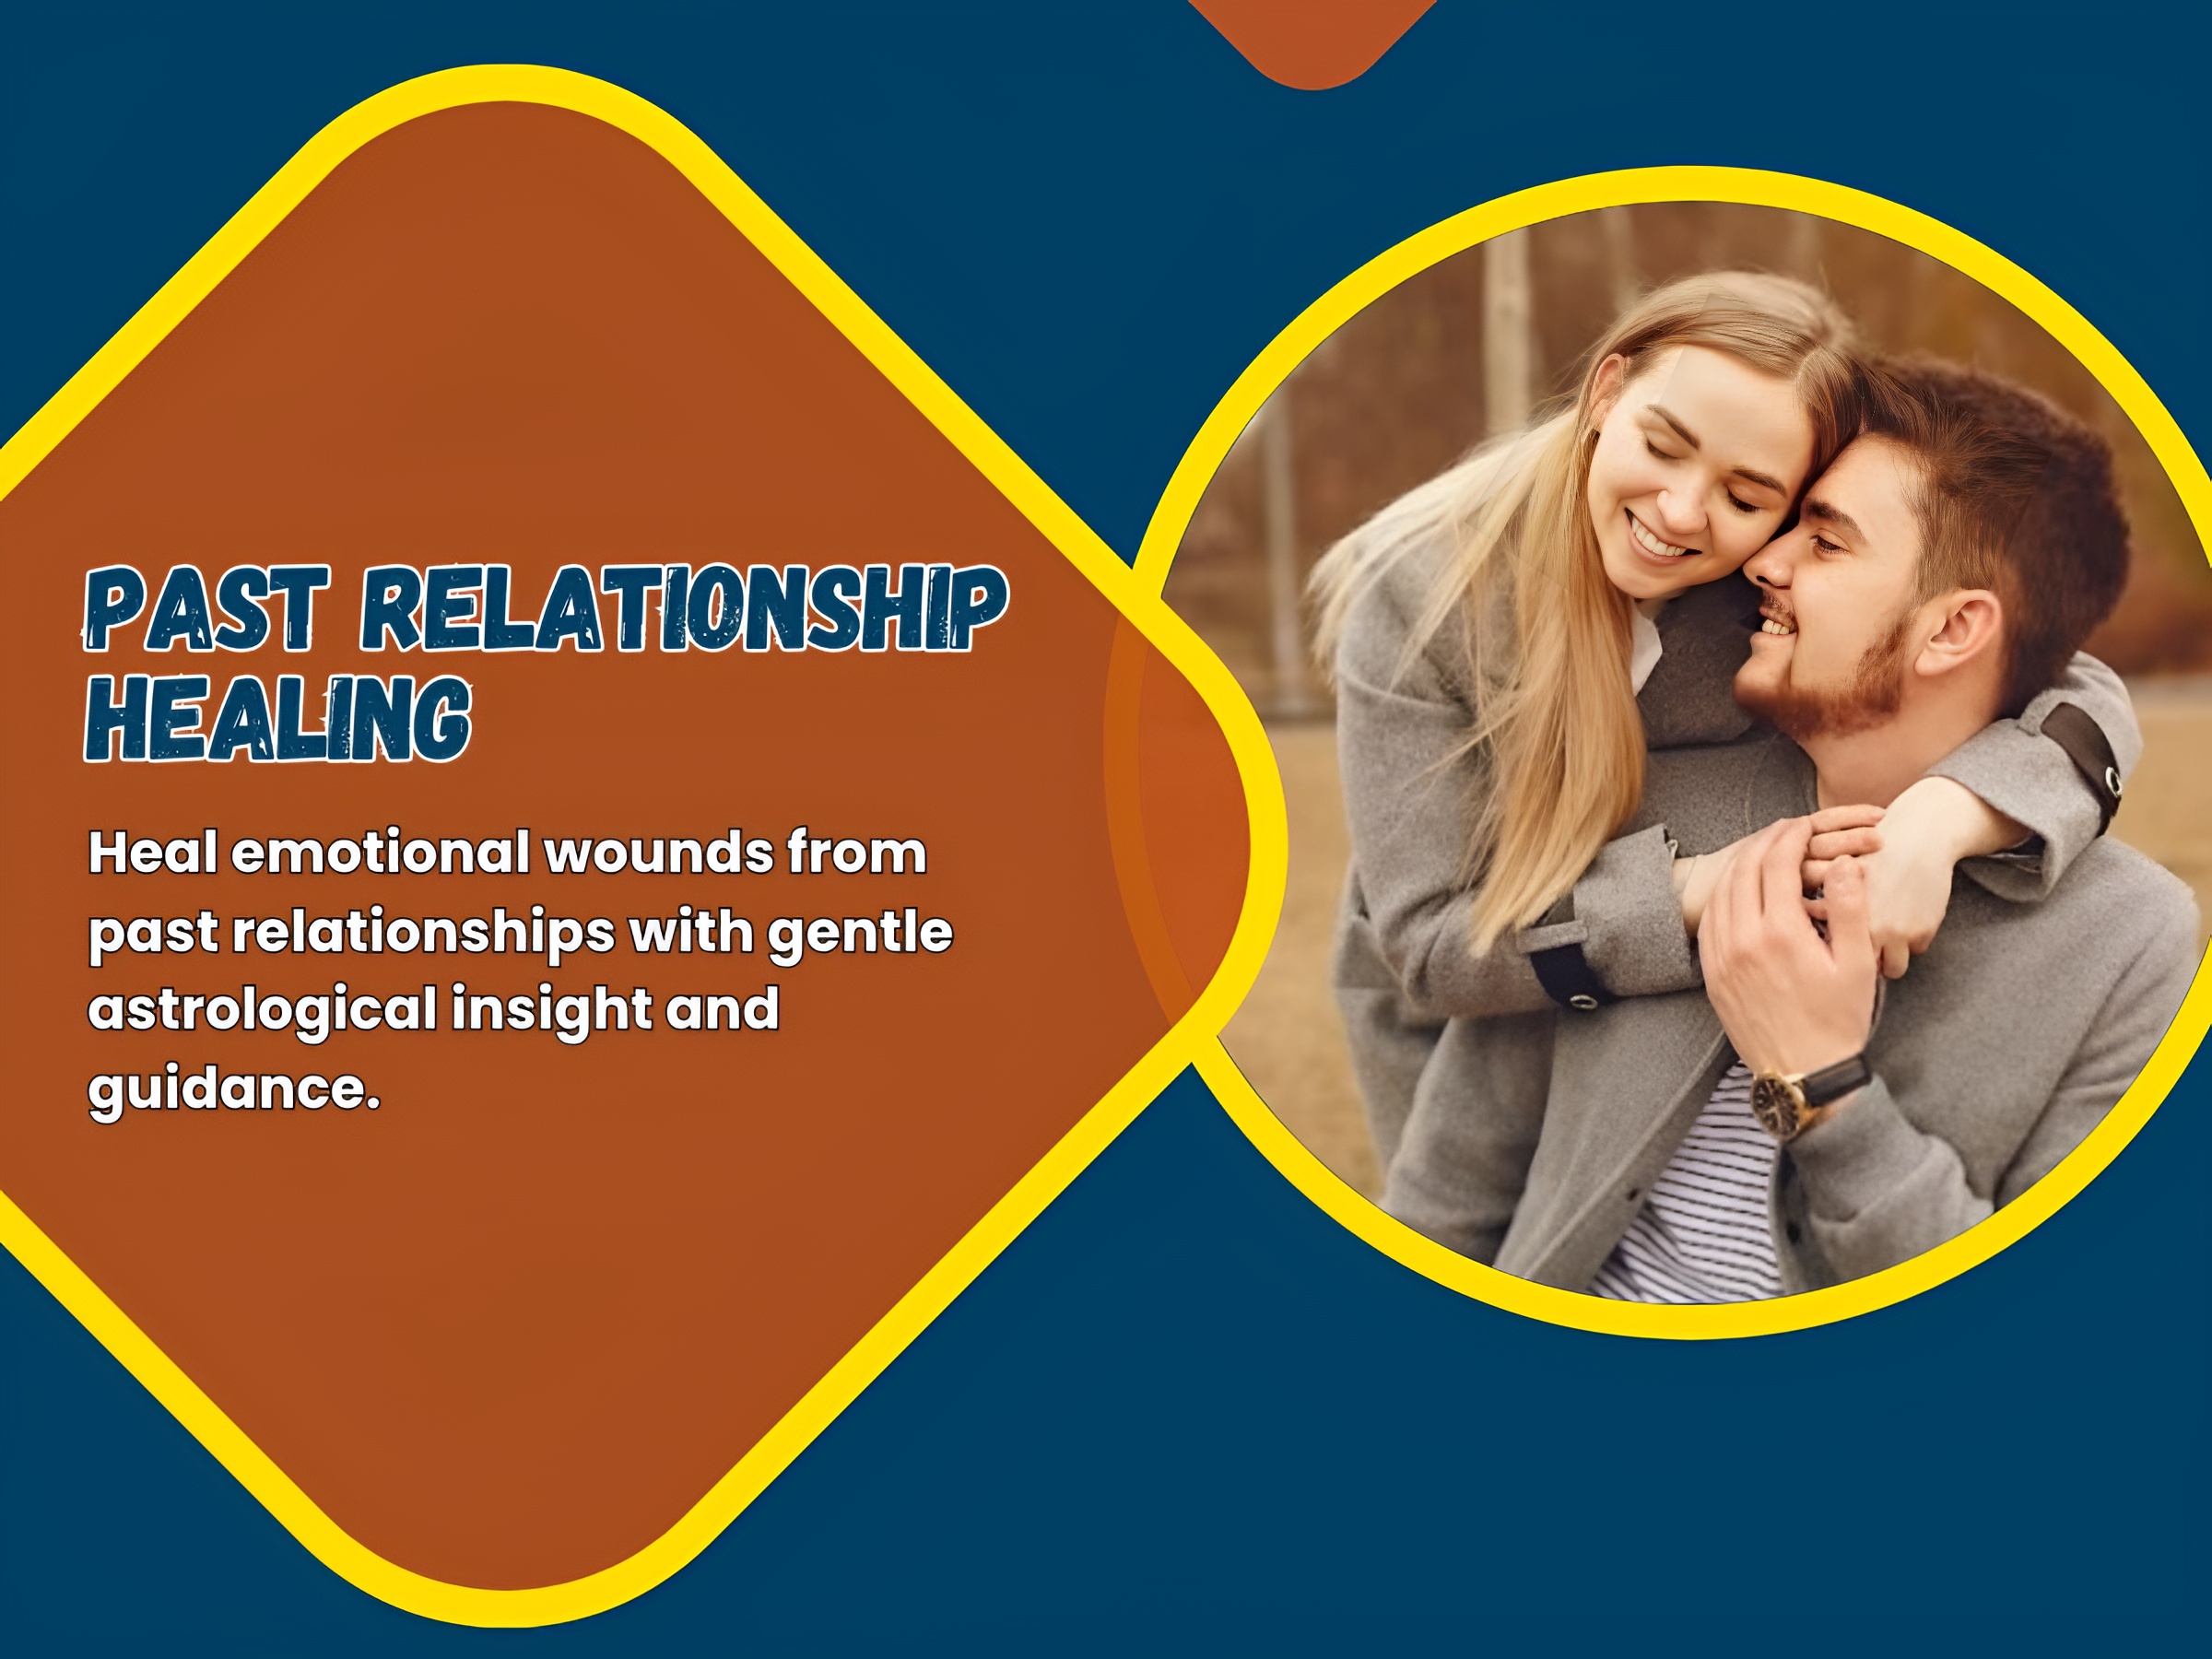 PAST RELATIONSHIP
HEALING
Heal emotional wounds from
past relationships with gentle
astrological insight and
guidance.